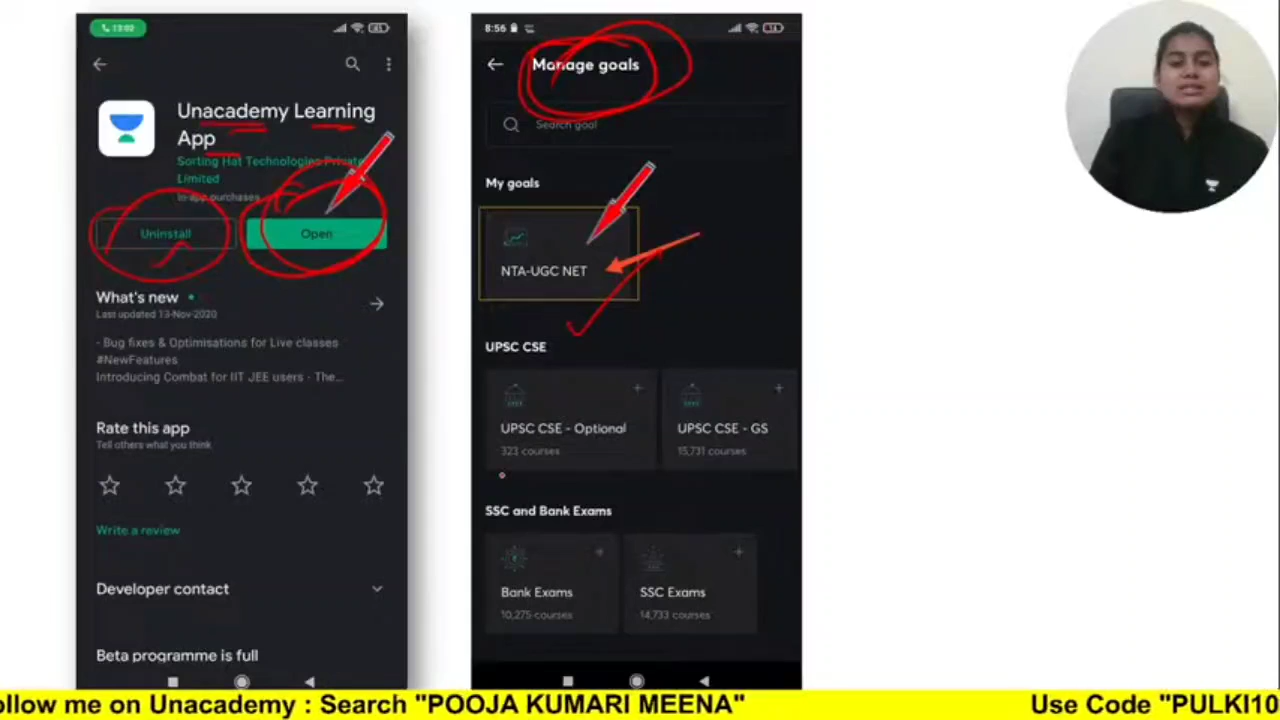 13:02
Unacademy Learning
App
Sorting Hat Technologies Private
Limited
In-app purchases
Uninstall
Open
What's new
Last updated 13-Nov-2020
- Bug fixes & Optimisations for Live classes
#NewFeatures
Introducing Combat for IIT JEE users - The...
Rate this app
Tell others what you think
Write a review
Developer contact
Beta programme is full
8:56
Manage goals
Search goal
My goals
NTA-UGC NET
UPSC CSE
UPSC CSE - Optional
323 courses
UPSC CSE - GS
15,731 courses
SSC and Bank Exams
Bank Exams
10,275 courses
SSC Exams
14,733 courses
ollow me on Unacademy : Search "POOJA KUMARI MEENA"
Use Code "PULKI10